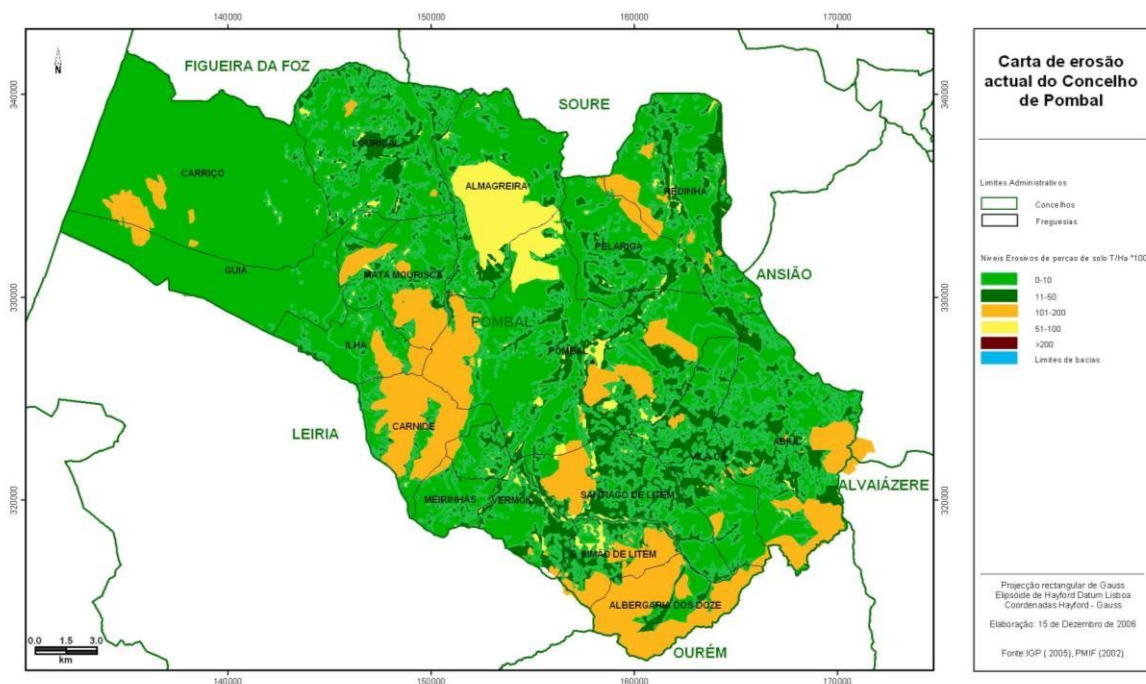 140000 150000 160000 170000
340000
330000
320000
340000
330000
320000
140000 150000 160000 170000
N
FIGUEIRA DA FOZ
SOURE
LOURIÇAL
CARRIÇO
ALMAGREIRA
REDINHA
PELARIGA
GUIA
MATA MOURISCA
ANSIÃO
POMBAL
ILHA
POMBAL
LEIRIA
CARNIDE
ABIUL
VILA CÃ
ALVAIÁZERE
MEIRINHAS
VERMOIL
SANTIAGO DE LITEM
S. SIMÃO DE LITEM
ALBERGARIA DOS DOZE
OURÉM
0.0 1.5 3.0
km
Carta de erosão
actual do Concelho
de Pombal
Limites Administrativos
Concelhos
Freguesias
Niveis Erosivos de percas de solo T/Ha *100
0-10
11-50
101-200
51-100
>200
Limites de bacias
Projecção rectangular de Gauss
Elipsóide de Hayford Datum Lisboa
Coordenadas Hayford - Gauss
Elaboração: 15 de Dezembro de 2006
Fonte:IGP ( 2005), PMIF (2002)